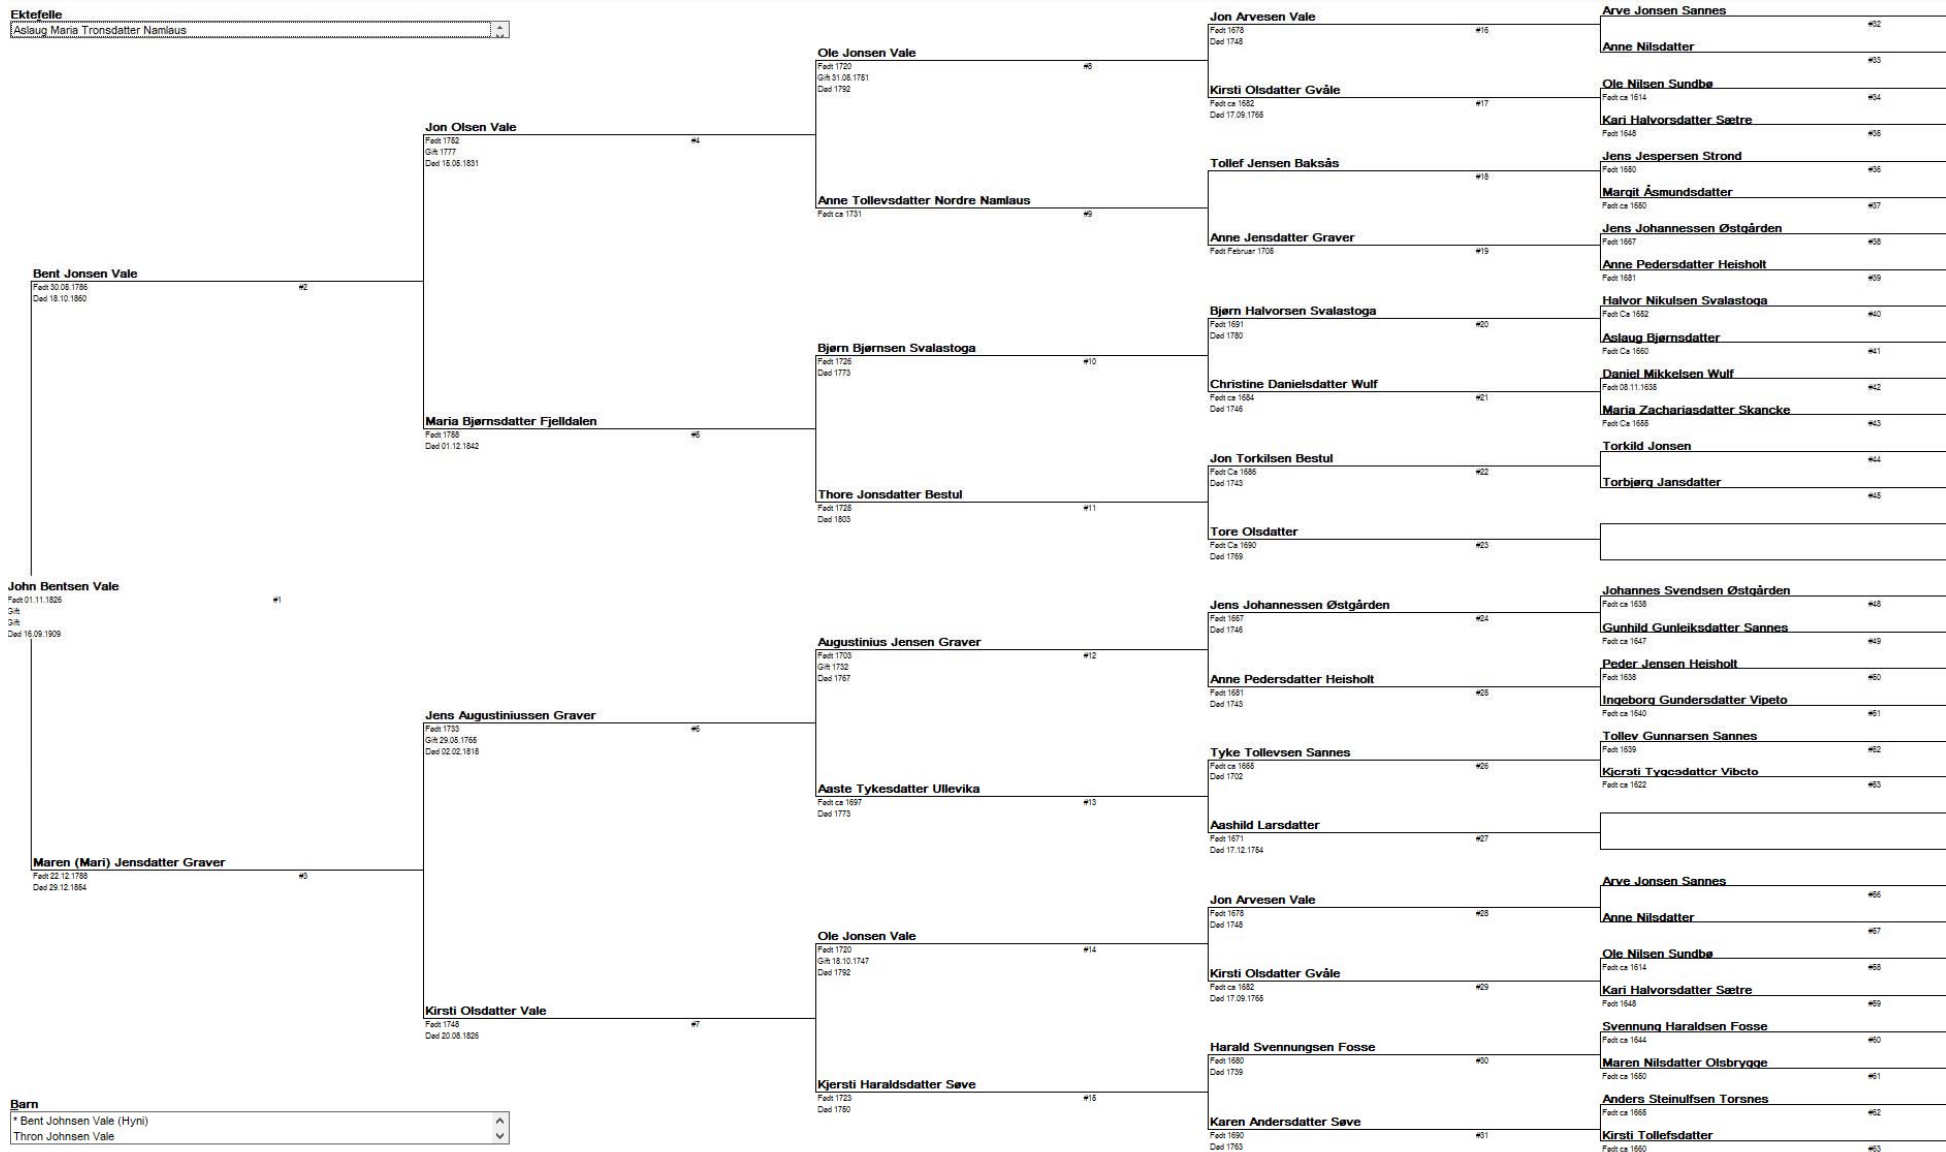 Ektefelle
Aslaug Maria Tronsdatter Namlaus
John Bentsen Vale
Født 01.11.1826
#1
Gift
Gift
Død 16.09.1909
Barn
* Bent Johnsen Vale (Hyni)
Thron Johnsen Vale
Bent Jonsen Vale
Født 30.08.1786
#2
Død 18.10.1860
Maren (Mari) Jensdatter Graver
Født 22.12.1788
#3
Død 29.12.1864
Jon Olsen Vale
Født 1752
#4
Gift 1777
Død 15.05.1831
Maria Bjørnsdatter Fjelldalen
Født 1758
#5
Død 01.12.1842
Jens Augustiniussen Graver
Født 1733
#6
Gift 29.05.1765
Død 02.02.1818
Kirsti Olsdatter Vale
Født 1748
#7
Død 20.08.1826
Ole Jonsen Vale
Født 1720
#8
Gift 31.08.1751
Død 1792
Anne Tollevsdatter Nordre Namlaus
Født ca 1731
#9
Bjørn Bjørnsen Svalastoga
Født 1726
#10
Død 1773
Thore Jonsdatter Bestul
Født 1725
#11
Død 1803
Augustinius Jensen Graver
Født 1703
#12
Gift 1732
Død 1767
Aaste Tykesdatter Ullevika
Født ca 1697
#13
Død 1773
Ole Jonsen Vale
Født 1720
#14
Gift 18.10.1747
Død 1792
Kjersti Haraldsdatter Søve
Født 1723
#15
Død 1750
Jon Arvesen Vale
Født 1678
#16
Død 1748
Kirsti Olsdatter Gvåle
Født ca 1682
#17
Død 17.09.1765
Tollef Jensen Baksås
#18
Anne Jensdatter Graver
Født Februar 1705
#19
Bjørn Halvorsen Svalastoga
Født 1691
#20
Død 1780
Christine Danielsdatter Wulf
Født ca 1684
#21
Død 1746
Jon Torkilsen Bestul
Født Ca 1686
#22
Død 1743
Tore Olsdatter
Født Ca 1690
#23
Død 1769
Jens Johannessen Østgården
Født 1667
#24
Død 1746
Anne Pedersdatter Heisholt
Født 1681
#25
Død 1743
Tyke Tollevsen Sannes
Født ca 1665
#26
Død 1702
Aashild Larsdatter
Født 1671
#27
Død 17.12.1754
Jon Arvesen Vale
Født 1678
#28
Død 1748
Kirsti Olsdatter Gvåle
Født ca 1682
#29
Død 17.09.1765
Harald Svennungsen Fosse
Født 1680
#30
Død 1739
Karen Andersdatter Søve
Født 1690
#31
Død 1763
Arve Jonsen Sannes
#32
Anne Nilsdatter
#33
Ole Nilsen Sundbø
Født ca 1614
#34
Kari Halvorsdatter Sætre
Født 1648
#35
Jens Jespersen Strond
Født 1650
#36
Margit Åsmundsdatter
Født ca 1650
#37
Jens Johannessen Østgården
Født 1667
#38
Anne Pedersdatter Heisholt
Født 1681
#39
Halvor Nikulsen Svalastoga
Født Ca 1652
#40
Aslaug Bjørnsdatter
Født Ca 1660
#41
Daniel Mikkelsen Wulf
Født 08.11.1635
#42
Maria Zachariasdatter Skancke
Født Ca 1655
#43
Torkild Jonsen
#44
Torbjørg Jansdatter
#45
Johannes Svendsen Østgården
Født ca 1638
#48
Gunhild Gunleiksdatter Sannes
Født ca 1647
#49
Peder Jensen Heisholt
Født 1638
#50
Ingeborg Gundersdatter Vipeto
Født ca 1640
#51
Tollev Gunnarsen Sannes
Født 1639
#52
Kjersti Tygesdatter Vibeto
Født ca 1622
#53
Arve Jonsen Sannes
#56
Anne Nilsdatter
#57
Ole Nilsen Sundbø
Født ca 1614
#58
Kari Halvorsdatter Sætre
Født 1648
#59
Svennung Haraldsen Fosse
Født ca 1644
#60
Maren Nilsdatter Olsbrygge
Født ca 1650
#61
Anders Steinulfsen Torsnes
Født ca 1665
#62
Kirsti Tollefsdatter
Født ca 1660
#63